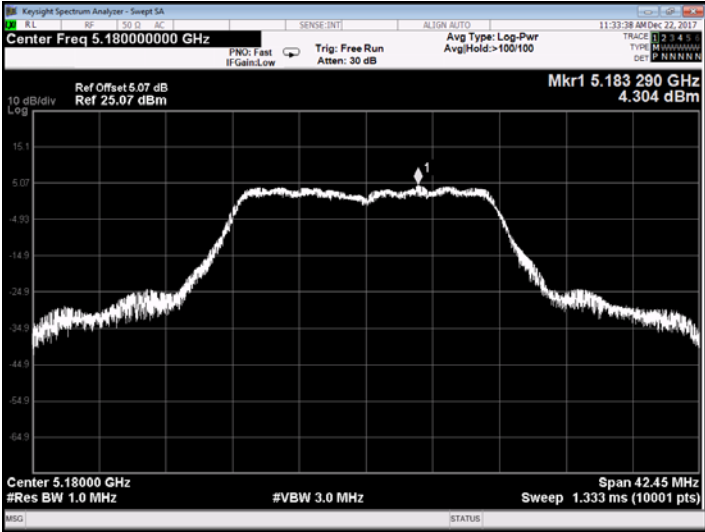 Keysight Spectrum Analyzer - Swept SA
RL RF 50 Ω AC SENSE:INT ALIGN AUTO 11:33:38 AM Dec 22, 2017
Center Freq 5.180000000 GHz
PNO: Fast
IFGain:Low
Trig: Free Run
Atten: 30 dB
Avg Type: Log-Pwr
Avg|Hold:>100/100
TRACE 1 2 3 4 5 6
TYPE M WWWWW
DET P N N N N N
Ref Offset 5.07 dB
Ref 25.07 dBm
10 dB/div
Log
Mkr1 5.183 290 GHz
4.304 dBm
15.1
5.07
-4.93
-14.9
-24.9
-34.9
-44.9
-54.9
-64.9
1
Center 5.18000 GHz
Span 42.45 MHz
#Res BW 1.0 MHz
#VBW 3.0 MHz
Sweep 1.333 ms (10001 pts)
MSG
STATUS